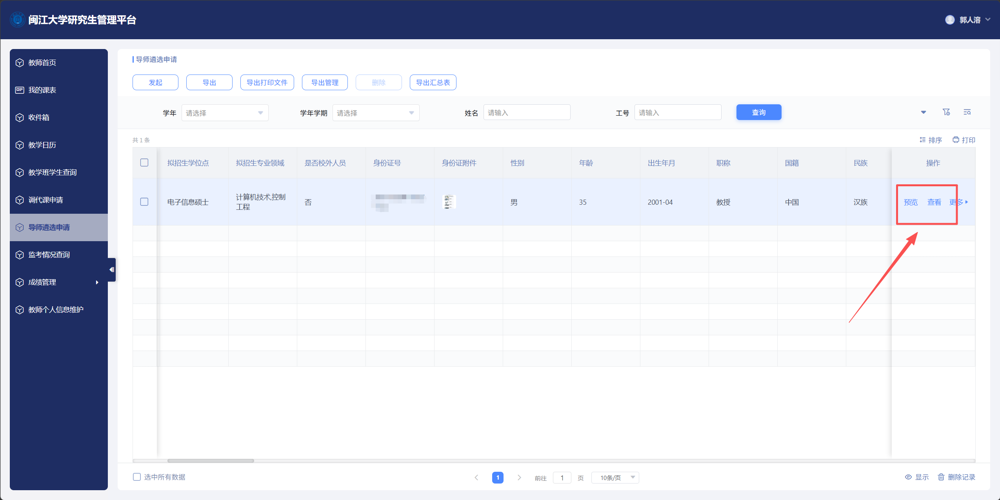 闽江大学研究生管理平台
郭人溶
教师首页
我的课表
收件箱
教学日历
教学班学生查询
调代课申请
导师遴选申请
监考情况查询
成绩管理
教师个人信息维护
导师遴选申请
发起 导出 导出打印文件 导出管理 删除 导出汇总表
学年 请选择 学年学期 请选择 姓名 请输入 工号 请输入 查询
共 1 条 排序 打印
拟招生学位点 拟招生专业领域 是否校外人员 身份证号 身份证附件 性别 年龄 出生年月 职称 国籍 民族 操作
电子信息硕士 计算机技术,控制 否 男 35 2001-04 教授 中国 汉族 预览 查看 更多
工程
选中所有数据 1 前往 1 页 10条/页 显示 删除记录